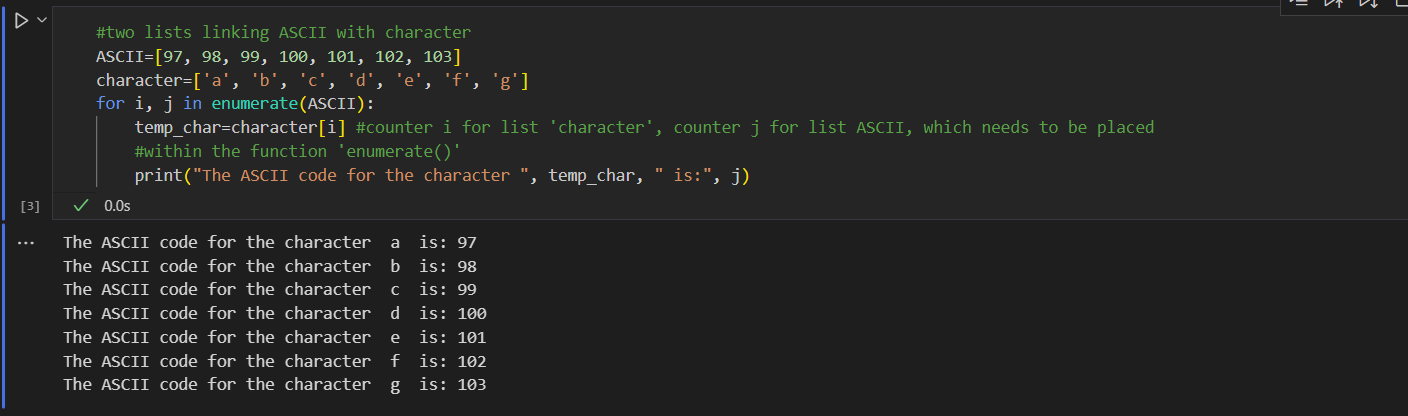 #two lists linking ASCII with character
ASCII=[97, 98, 99, 100, 101, 102, 103]
character=['a', 'b', 'c', 'd', 'e', 'f', 'g']
for i, j in enumerate(ASCII):
    temp_char=character[i] #counter i for list 'character', counter j for list ASCII, which needs to be placed
    #within the function 'enumerate()'
    print("The ASCII code for the character ", temp_char, " is:", j)
[3] 0.0s
The ASCII code for the character  a  is: 97
The ASCII code for the character  b  is: 98
The ASCII code for the character  c  is: 99
The ASCII code for the character  d  is: 100
The ASCII code for the character  e  is: 101
The ASCII code for the character  f  is: 102
The ASCII code for the character  g  is: 103